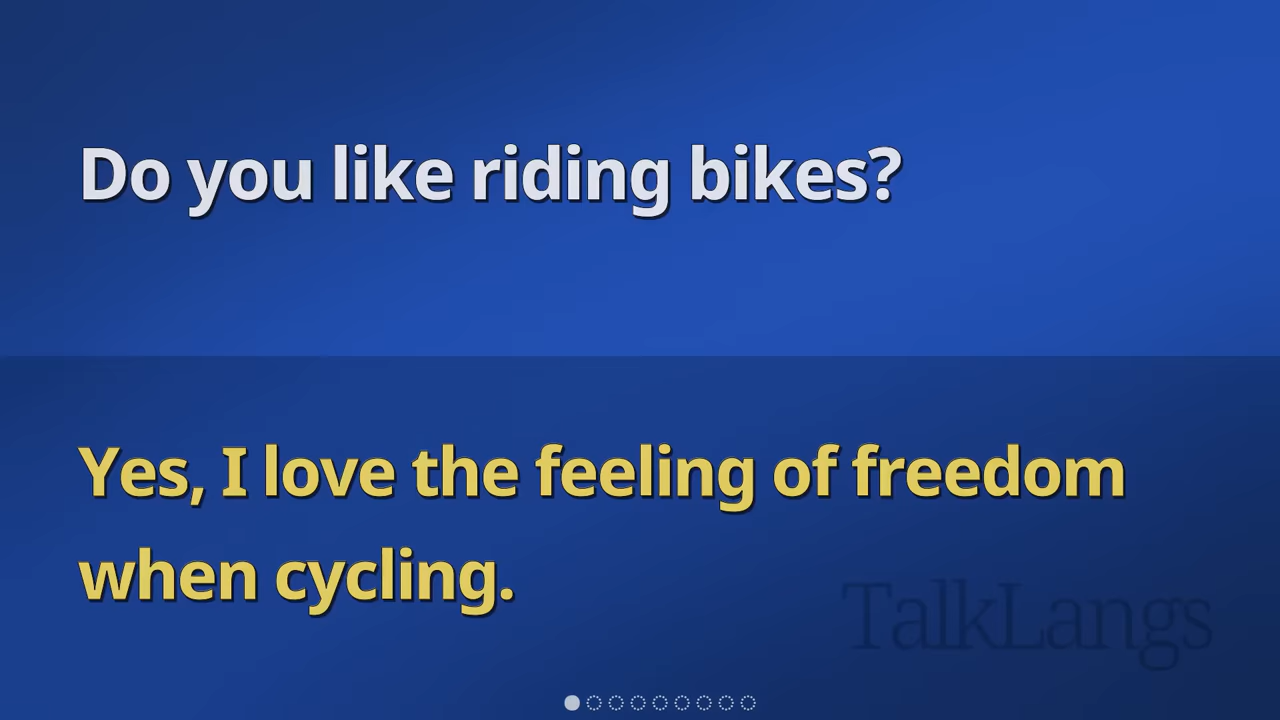 Do you like riding bikes?
Yes, I love the feeling of freedom
when cycling.
TalkLangs